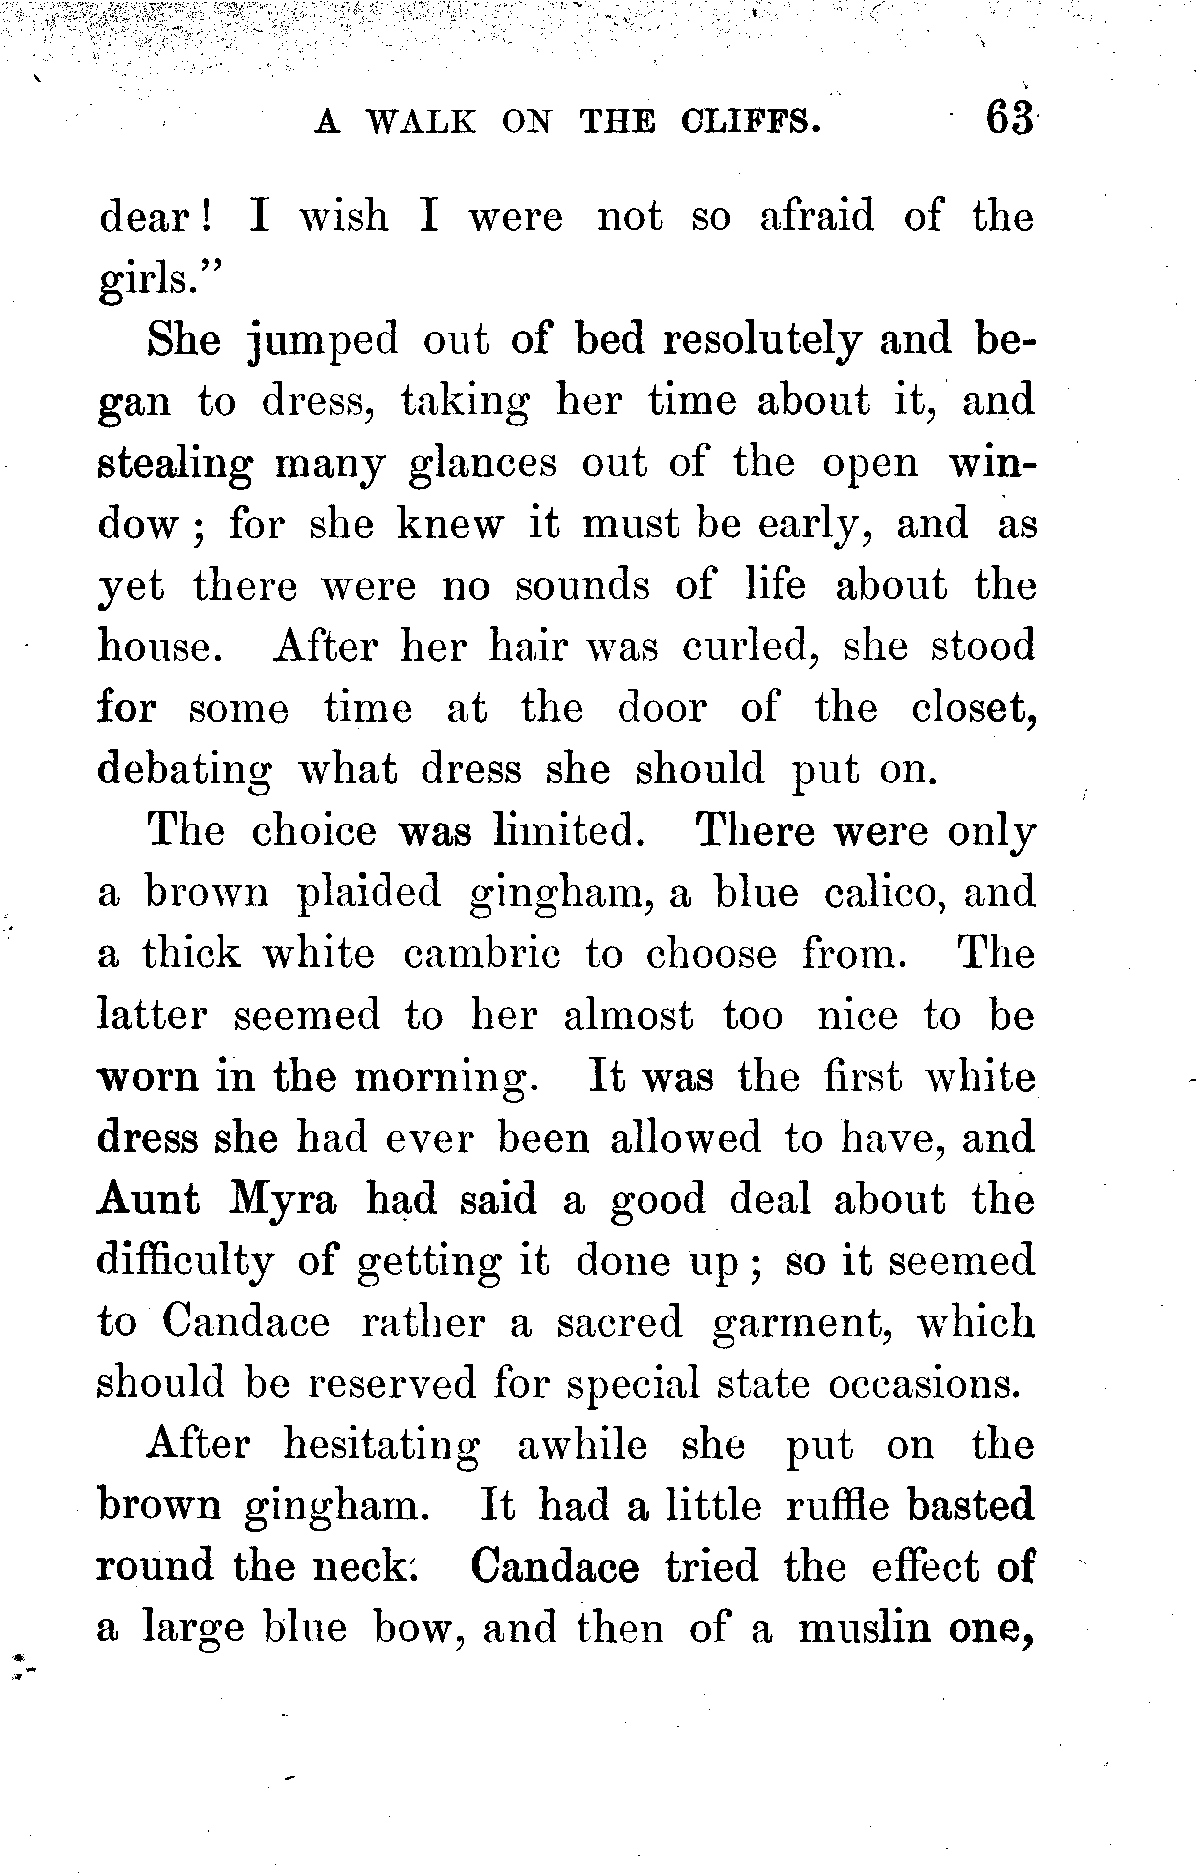 A WALK ON THE CLIFFS. 63
dear! I wish I were not so afraid of the
girls."
She jumped out of bed resolutely and be-
gan to dress, taking her time about it, and
stealing many glances out of the open win-
dow; for she knew it must be early, and as
yet there were no sounds of life about the
house. After her hair was curled, she stood
for some time at the door of the closet,
debating what dress she should put on.
The choice was limited. There were only
a brown plaided gingham, a blue calico, and
a thick white cambric to choose from. The
latter seemed to her almost too nice to be
worn in the morning. It was the first white
dress she had ever been allowed to have, and
Aunt Myra had said a good deal about the
difficulty of getting it done up; so it seemed
to Candace rather a sacred garment, which
should be reserved for special state occasions.
After hesitating awhile she put on the
brown gingham. It had a little ruffle basted
round the neck. Candace tried the effect of
a large blue bow, and then of a muslin one,